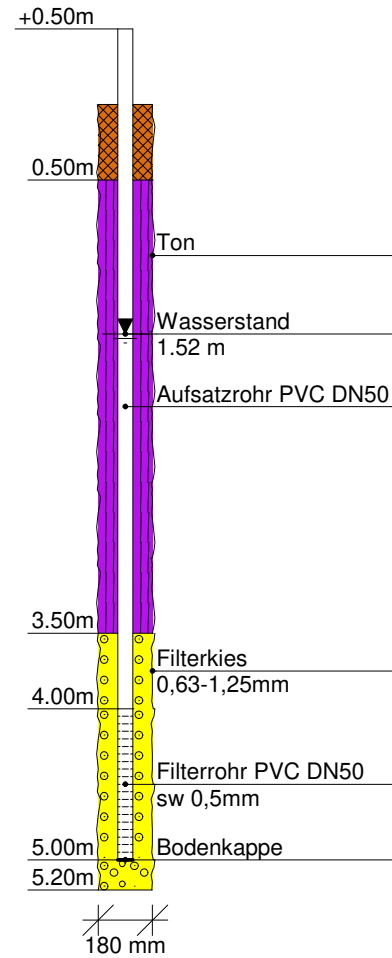 +0.50m
0.50m
Ton
Wasserstand
1.52 m
Aufsatzrohr PVC DN50
3.50m
Filterkies
0,63-1,25mm
4.00m
Filterrohr PVC DN50
sw 0,5mm
5.00m
Bodenkappe
5.20m
180 mm